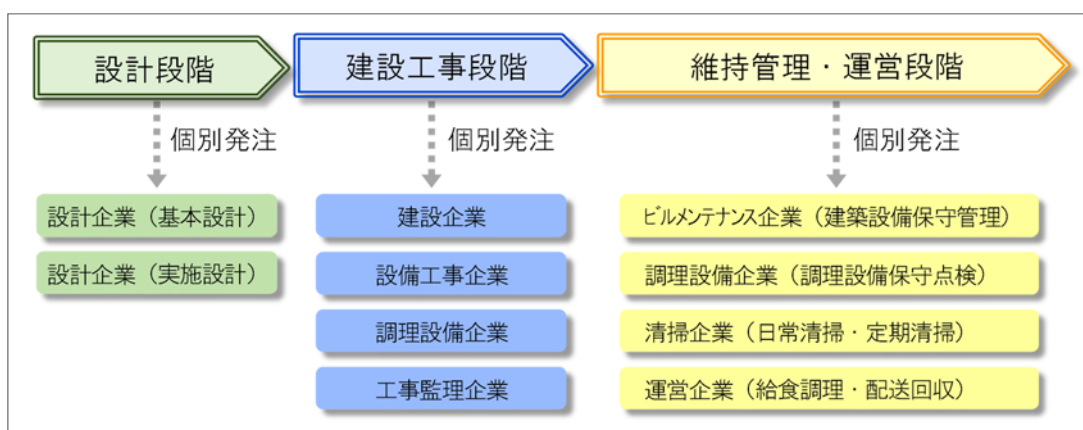 設計段階
建設工事段階
維持管理・運営段階
個別発注
個別発注
個別発注
設計企業（基本設計）
設計企業（実施設計）
建設企業
設備工事企業
調理設備企業
工事監理企業
ビルメンテナンス企業（建築設備保守管理）
調理設備企業（調理設備保守点検）
清掃企業（日常清掃・定期清掃）
運営企業（給食調理・配送回収）